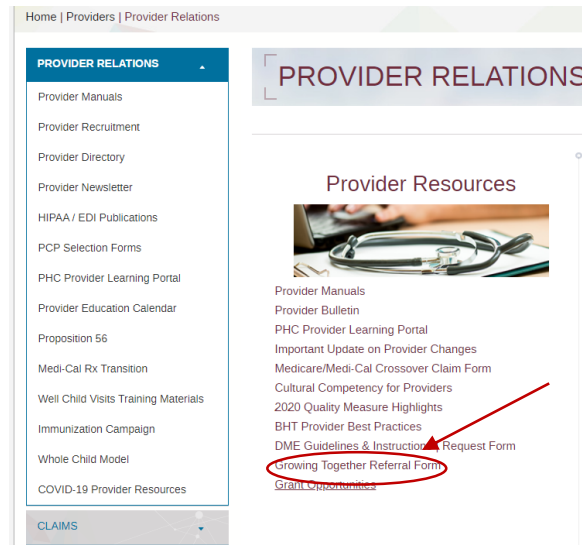 Home | Providers | Provider Relations
PROVIDER RELATIONS
Provider Manuals
Provider Recruitment
Provider Directory
Provider Newsletter
HIPAA / EDI Publications
PCP Selection Forms
PHC Provider Learning Portal
Provider Education Calendar
Proposition 56
Medi-Cal Rx Transition
Well Child Visits Training Materials
Immunization Campaign
Whole Child Model
COVID-19 Provider Resources
CLAIMS
PROVIDER RELATIONS
Provider Resources
Provider Manuals
Provider Bulletin
PHC Provider Learning Portal
Important Update on Provider Changes
Medicare/Medi-Cal Crossover Claim Form
Cultural Competency for Providers
2020 Quality Measure Highlights
BHT Provider Best Practices
DME Guidelines & Instructions, Request Form
Growing Together Referral Form
Grant Opportunities